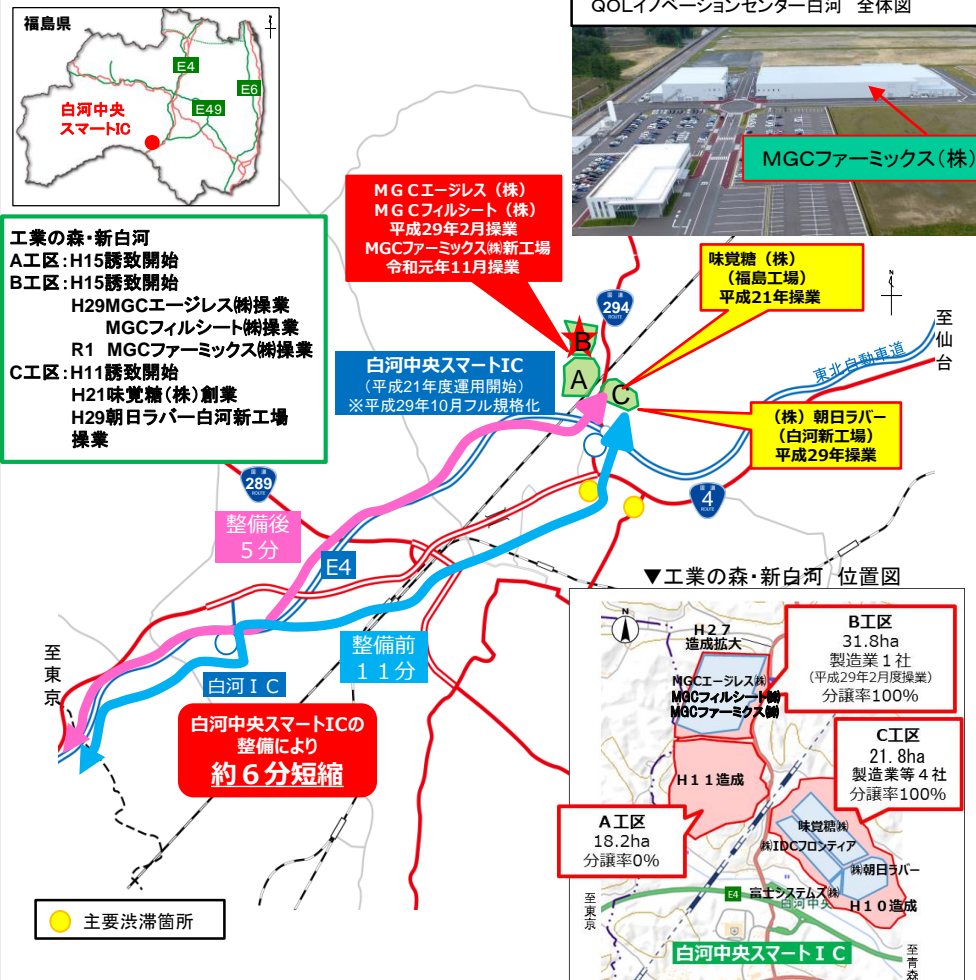 福島県
E4
E6
E49
白河中央
スマートIC
QOLイノベーションセンター白河 全体図
MGCファーミックス(株)
工業の森・新白河
A工区:H15誘致開始
B工区:H15誘致開始
H29MGCエージレス㈱操業
MGCフィルシート㈱操業
R1 MGCファーミックス㈱操業
C工区:H11誘致開始
H21味覚糖(株)創業
H29朝日ラバー白河新工場
操業
MGCエージレス(株)
MGCフィルシート(株)
平成29年2月操業
MGCファーミックス㈱新工場
令和元年11月操業
味覚糖(株)
(福島工場)
平成21年操業
国道
294
ROUTE
B
A
C
白河中央スマートIC
(平成21年度運用開始)
※平成29年10月フル規格化
至仙台
東北自動車道
(株)朝日ラバー
(白河新工場)
平成29年操業
国道
289
ROUTE
国道
4
ROUTE
整備後
5分
E4
整備前
11分
至東京
白河IC
白河中央スマートICの
整備により
約6分短縮
主要渋滞箇所
▼工業の森・新白河 位置図
N
H27
造成拡大
MGCエージレス㈱
MGCフィルシート㈱
MGCファーミクス㈱
B工区
31.8ha
製造業1社
(平成29年2月度操業)
分譲率100%
C工区
21.8ha
製造業等4社
分譲率100%
H11造成
A工区
18.2ha
分譲率0%
味覚糖㈱
㈱IDCフロンティア
㈱朝日ラバー
富士システムズ㈱
H10造成
E4
白河中央
至東京
白河中央スマートIC
至青森